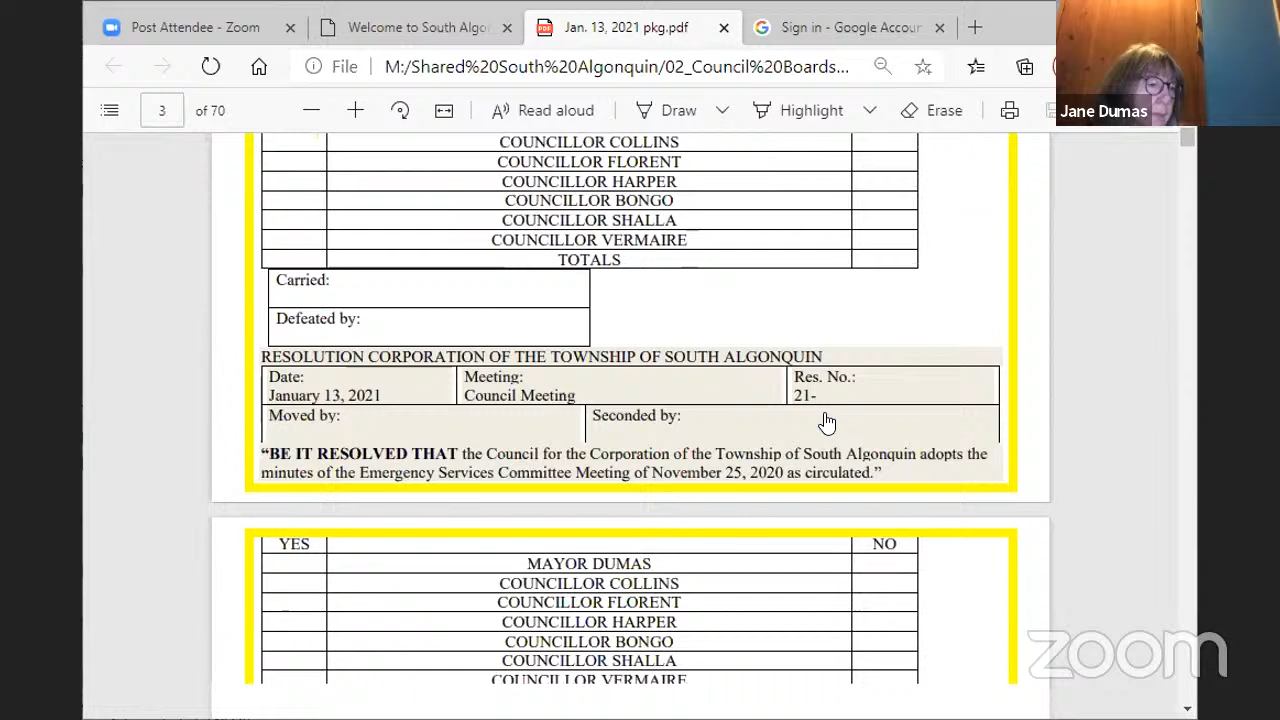 Post Attendee - Zoom
Welcome to South Algo
Jan. 13, 2021 pkg.pdf
Sign in - Google Accour
File M:/Shared%20South%20Algonquin/02_Council%20Boards...
3 of 70
Read aloud
Draw
Highlight
Erase
Jane Dumas
COUNCILLOR COLLINS
COUNCILLOR FLORENT
COUNCILLOR HARPER
COUNCILLOR BONGO
COUNCILLOR SHALLA
COUNCILLOR VERMAIRE
TOTALS
Carried:
Defeated by:
RESOLUTION CORPORATION OF THE TOWNSHIP OF SOUTH ALGONQUIN
Date: Meeting: Res. No.:
January 13, 2021 Council Meeting 21-
Moved by: Seconded by:
“BE IT RESOLVED THAT the Council for the Corporation of the Township of South Algonquin adopts the
minutes of the Emergency Services Committee Meeting of November 25, 2020 as circulated.”
YES NO
MAYOR DUMAS
COUNCILLOR COLLINS
COUNCILLOR FLORENT
COUNCILLOR HARPER
COUNCILLOR BONGO
COUNCILLOR SHALLA
COUNCILLOR VERMAIRE
zoom